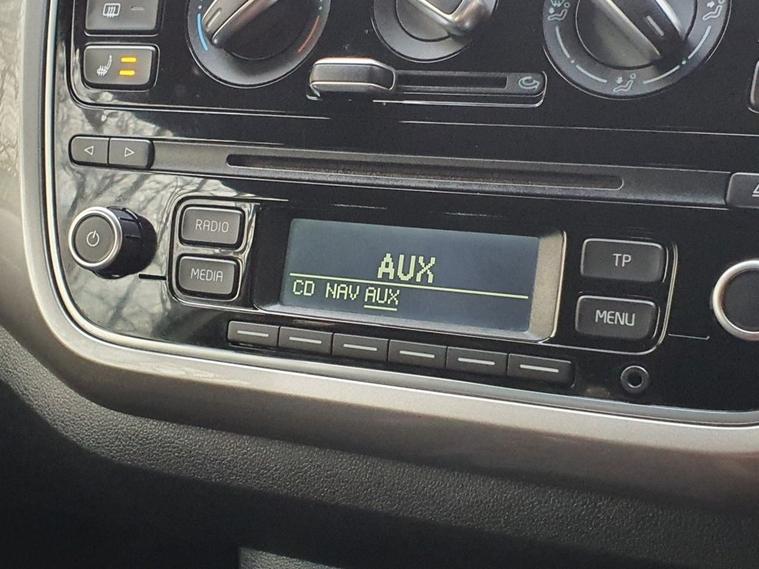 RADIO
MEDIA
AUX
CD NAV AUX
TP
MENU